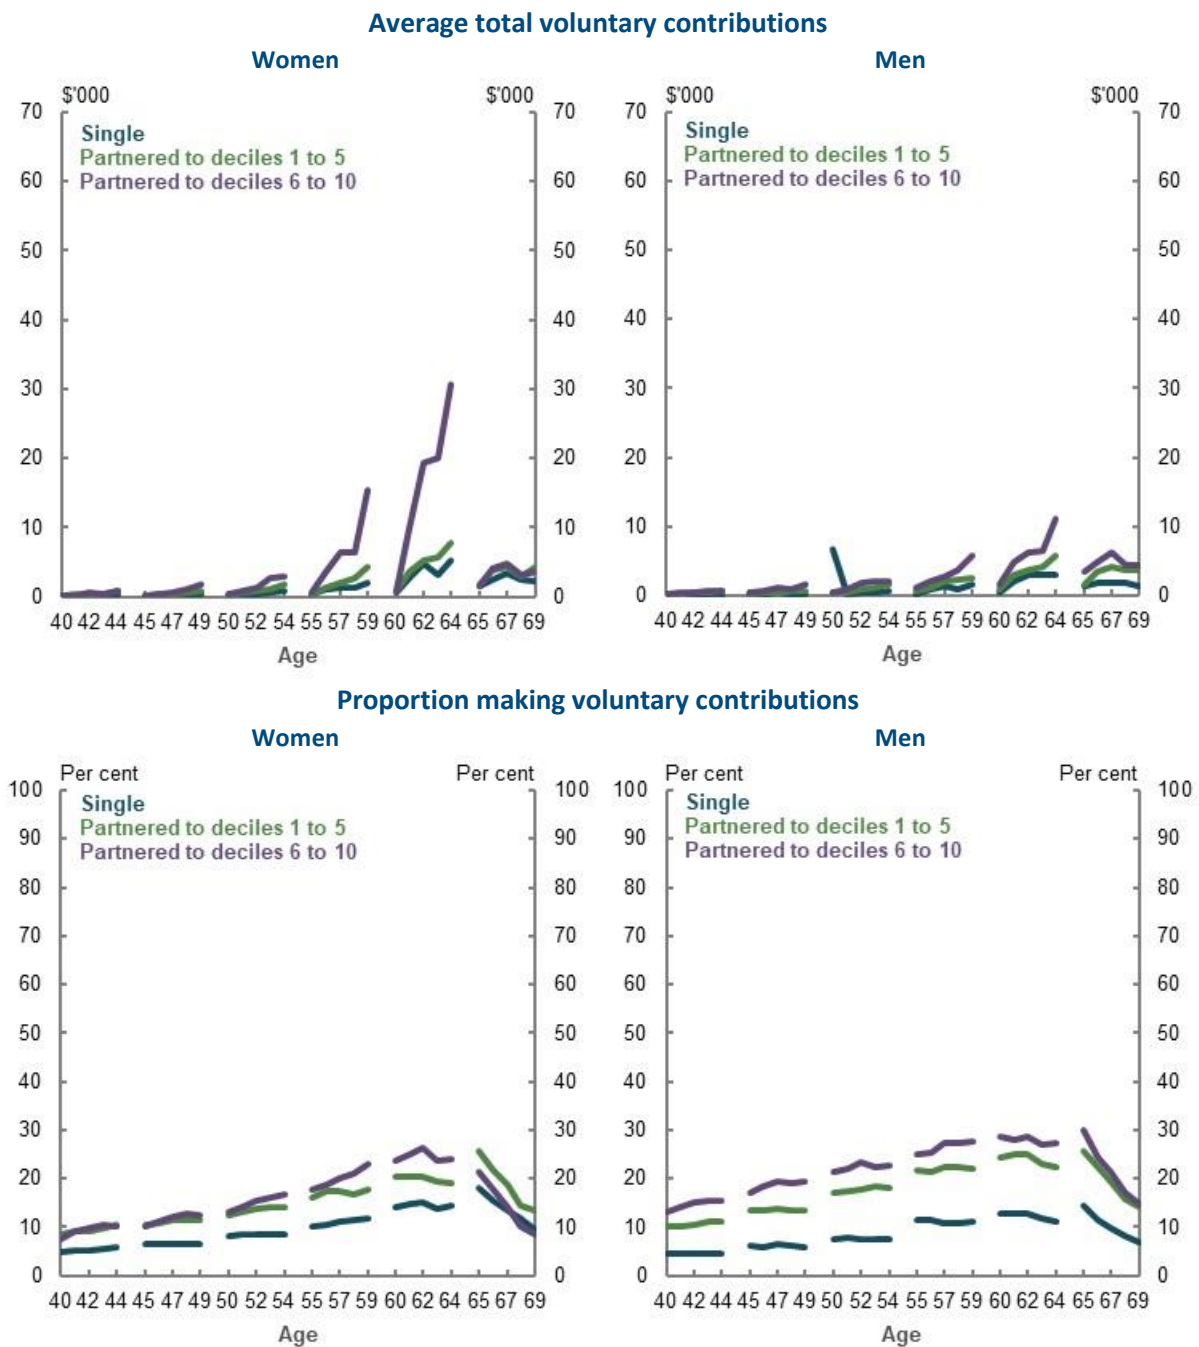 Average total voluntary contributions
Women
Men
$'000 $'000
$'000 $'000
Single
Partnered to deciles 1 to 5
Partnered to deciles 6 to 10
Single
Partnered to deciles 1 to 5
Partnered to deciles 6 to 10
70 70 70 70
60 60 60 60
50 50 50 50
40 40 40 40
30 30 30 30
20 20 20 20
10 10 10 10
0 0 0 0
40 42 44 45 47 49 50 52 54 55 57 59 60 62 64 65 67 69
40 42 44 45 47 49 50 52 54 55 57 59 60 62 64 65 67 69
Age
Age
Proportion making voluntary contributions
Women
Men
Per cent Per cent
Per cent Per cent
Single
Partnered to deciles 1 to 5
Partnered to deciles 6 to 10
Single
Partnered to deciles 1 to 5
Partnered to deciles 6 to 10
100 100 100 100
90 90 90 90
80 80 80 80
70 70 70 70
60 60 60 60
50 50 50 50
40 40 40 40
30 30 30 30
20 20 20 20
10 10 10 10
0 0 0 0
40 42 44 45 47 49 50 52 54 55 57 59 60 62 64 65 67 69
40 42 44 45 47 49 50 52 54 55 57 59 60 62 64 65 67 69
Age
Age